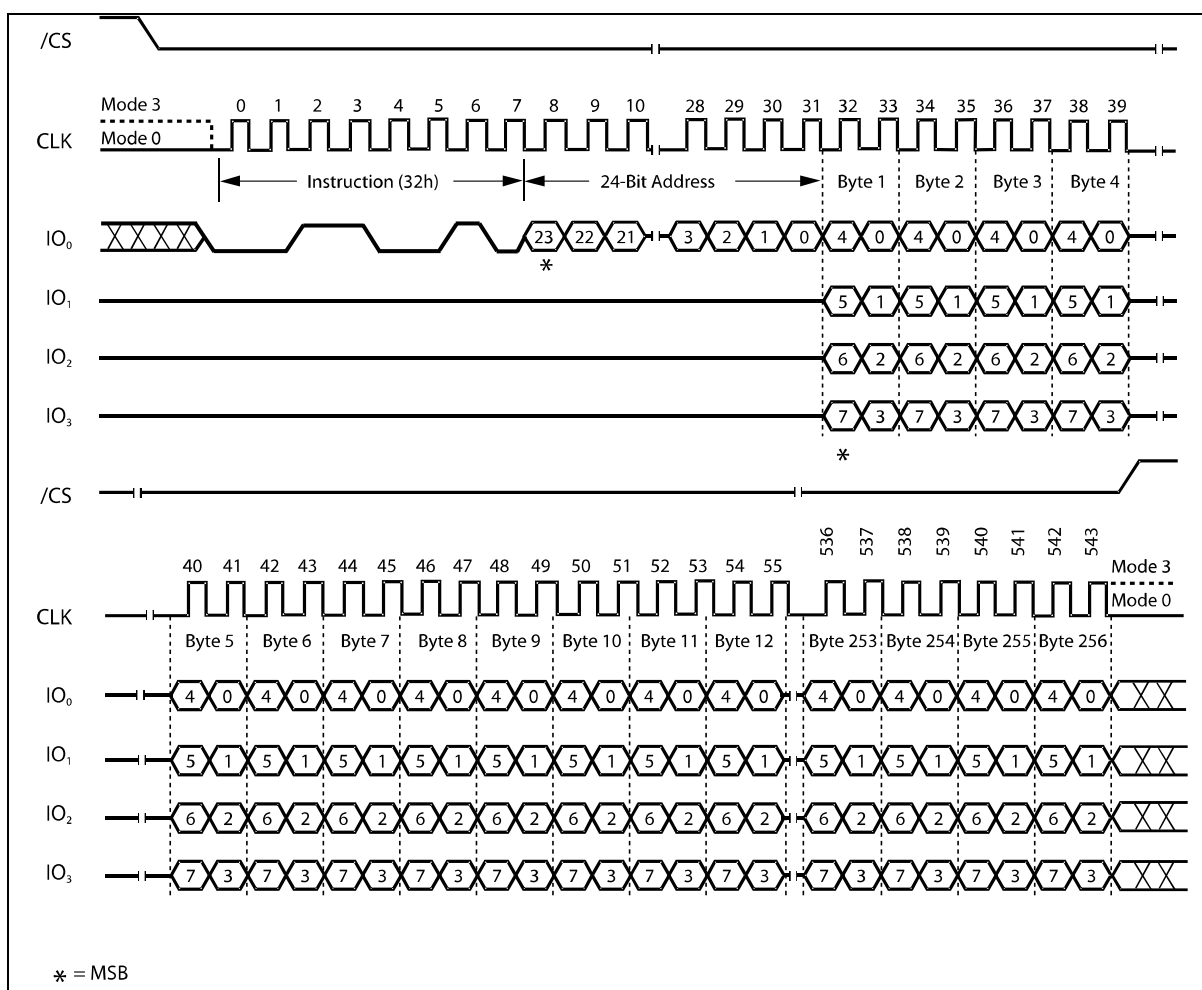 /CS
Mode 3
0 1 2 3 4 5 6 7 8 9 10 28 29 30 31 32 33 34 35 36 37 38 39
CLK
Mode 0
Instruction (32h) 24-Bit Address Byte 1 Byte 2 Byte 3 Byte 4
IO₀ 23 22 21 3 2 1 0 4 0 4 0 4 0 4 0
*
IO₁ 5 1 5 1 5 1 5 1
IO₂ 6 2 6 2 6 2 6 2
IO₃ 7 3 7 3 7 3 7 3
*
/CS
40 41 42 43 44 45 46 47 48 49 50 51 52 53 54 55 536 537 538 539 540 541 542 543
Mode 3
CLK
Mode 0
Byte 5 Byte 6 Byte 7 Byte 8 Byte 9 Byte 10 Byte 11 Byte 12 Byte 253 Byte 254 Byte 255 Byte 256
IO₀ 4 0 4 0 4 0 4 0 4 0 4 0 4 0 4 0 4 0 4 0 4 0 4 0
IO₁ 5 1 5 1 5 1 5 1 5 1 5 1 5 1 5 1 5 1 5 1 5 1 5 1
IO₂ 6 2 6 2 6 2 6 2 6 2 6 2 6 2 6 2 6 2 6 2 6 2 6 2
IO₃ 7 3 7 3 7 3 7 3 7 3 7 3 7 3 7 3 7 3 7 3 7 3 7 3
* = MSB